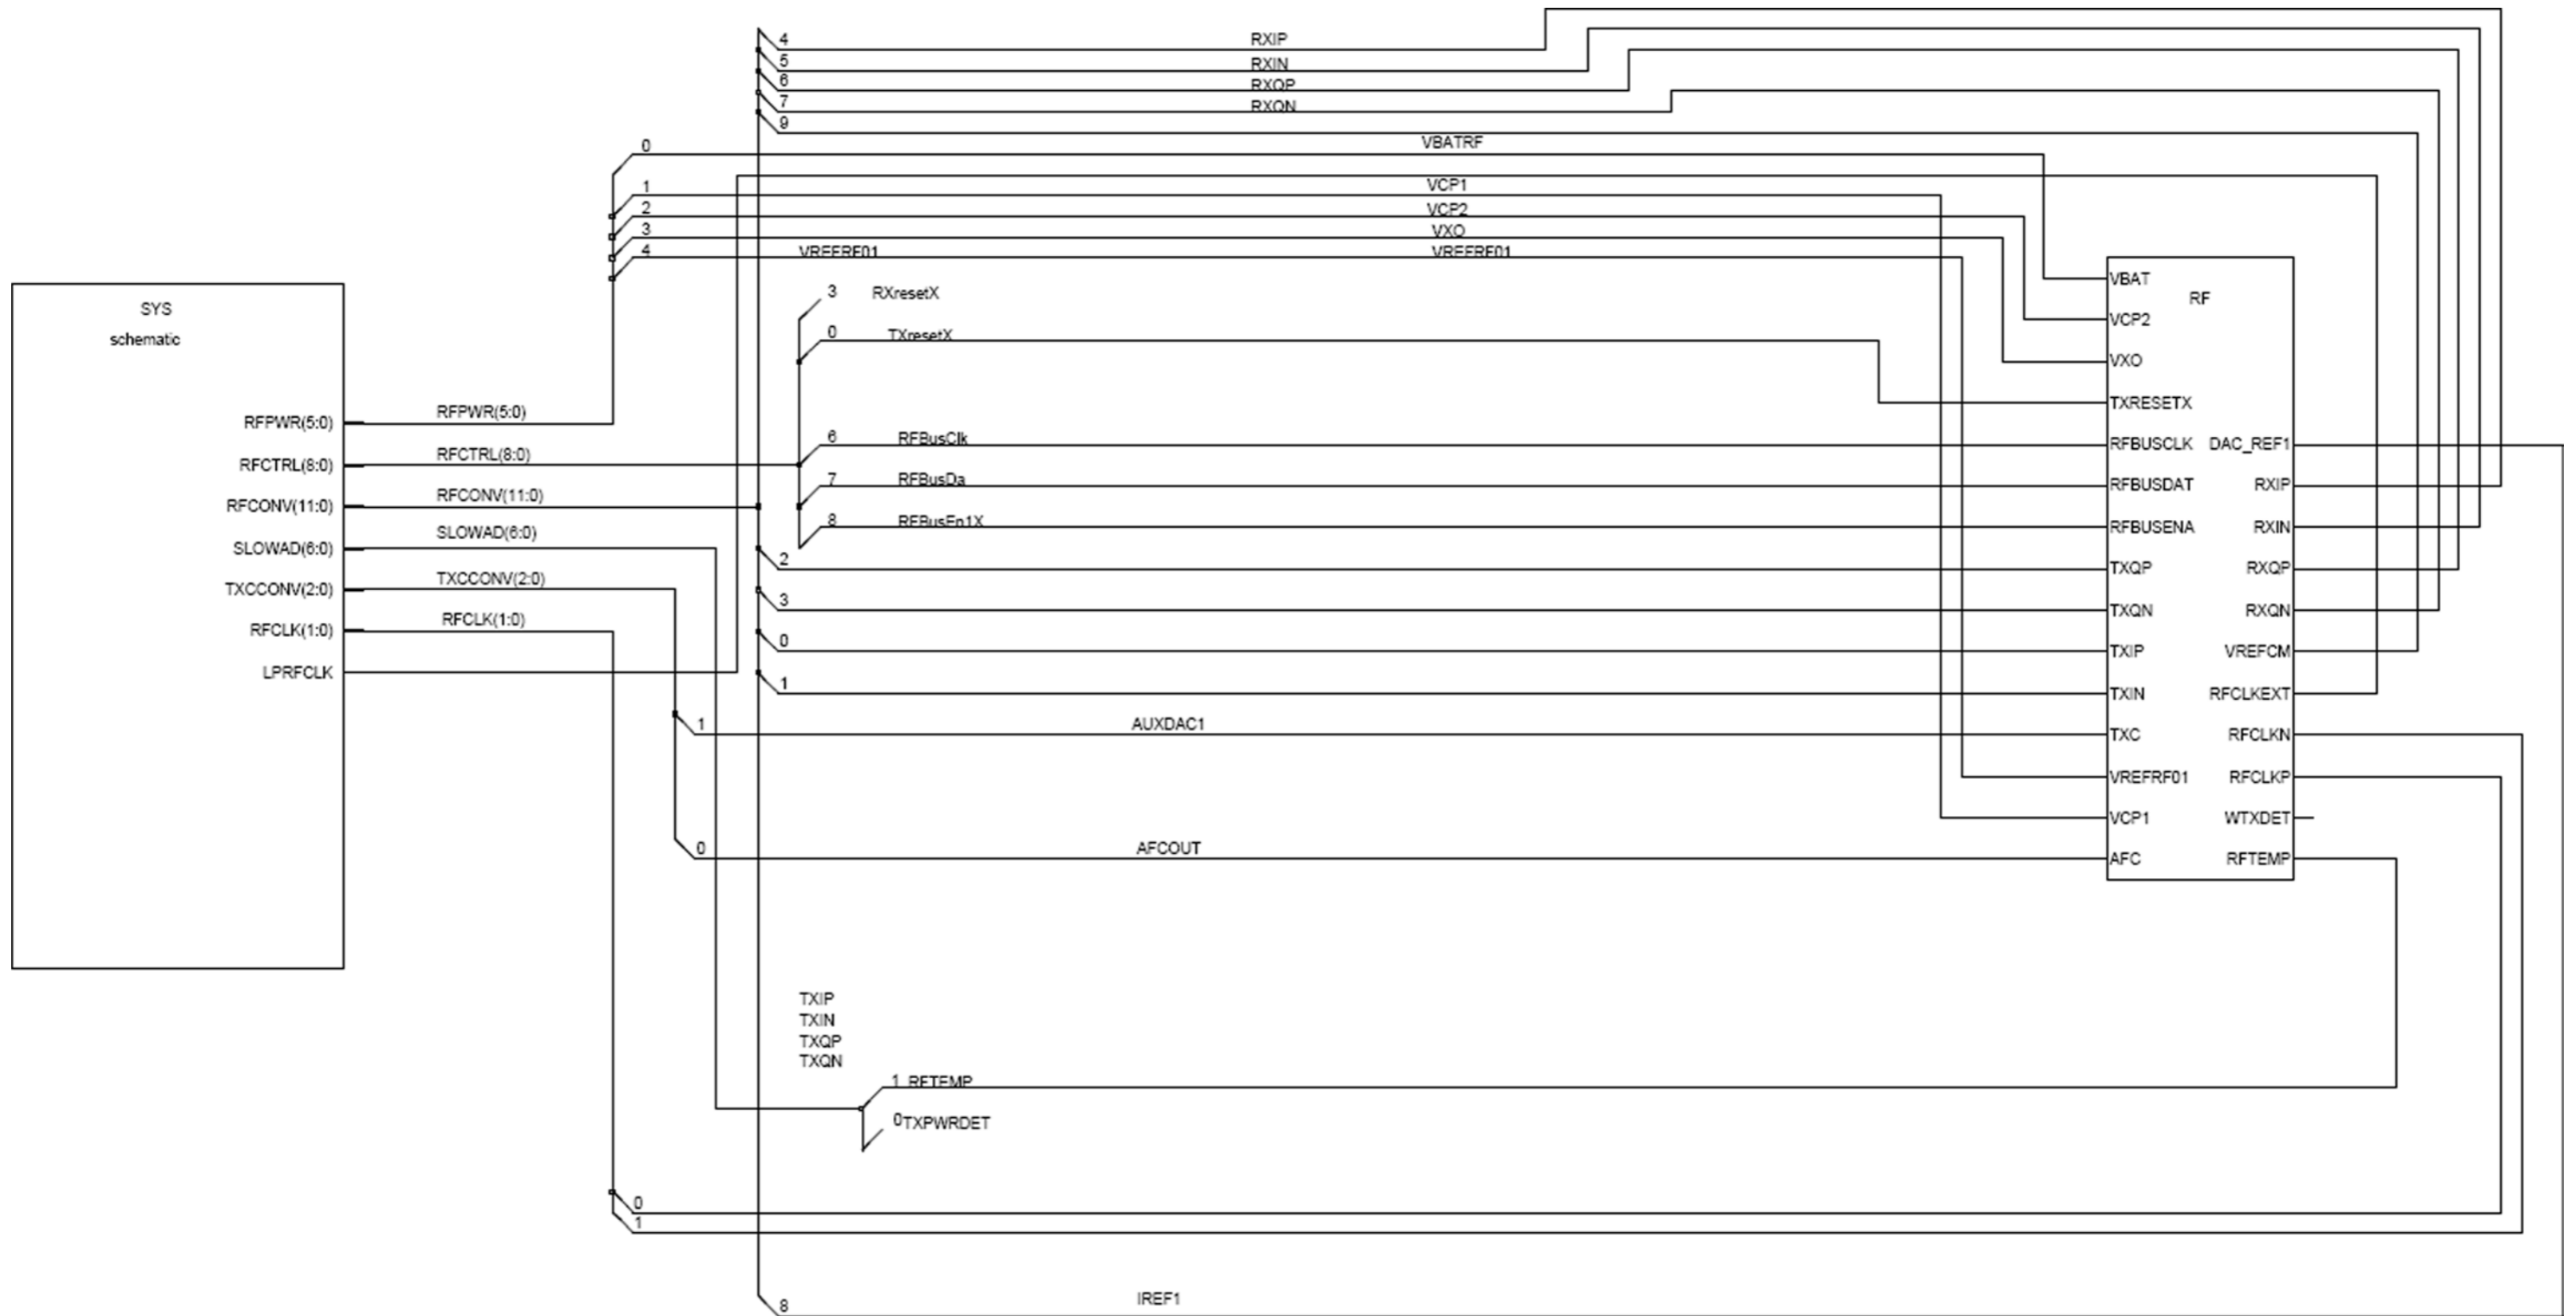 4 RXIP
5 RXIN
6 RXQP
7 RXQN
9
0 VBATRF
1 VCP1
2 VCP2
3 VXO
4 VREFRF01 VREFRF01
3 RXresetX
0 TXresetX
6 RFBusClk
7 RFBusDa
8 RFBusEn1X
2
3
0
1
1 AUXDAC1
0 AFCOUT
SYS
schematic
RFPWR(5:0) RFPWR(5:0)
RFCTRL(8:0) RFCTRL(8:0)
RFCONV(11:0) RFCONV(11:0)
SLOWAD(6:0) SLOWAD(6:0)
TXCCONV(2:0) TXCCONV(2:0)
RFCLK(1:0) RFCLK(1:0)
LPRFCLK
RF
VBAT
VCP2
VXO
TXRESETX
RFBUSCLK DAC_REF1
RFBUSDAT RXIP
RFBUSENA RXIN
TXQP RXQP
TXQN RXQN
TXIP VREFCM
TXIN RFCLKEXT
TXC RFCLKN
VREFRF01 RFCLKP
VCP1 WTXDET
AFC RFTEMP
TXIP
TXIN
TXQP
TXQN
1 RFTEMP
0 TXPWRDET
0
1
8 IREF1